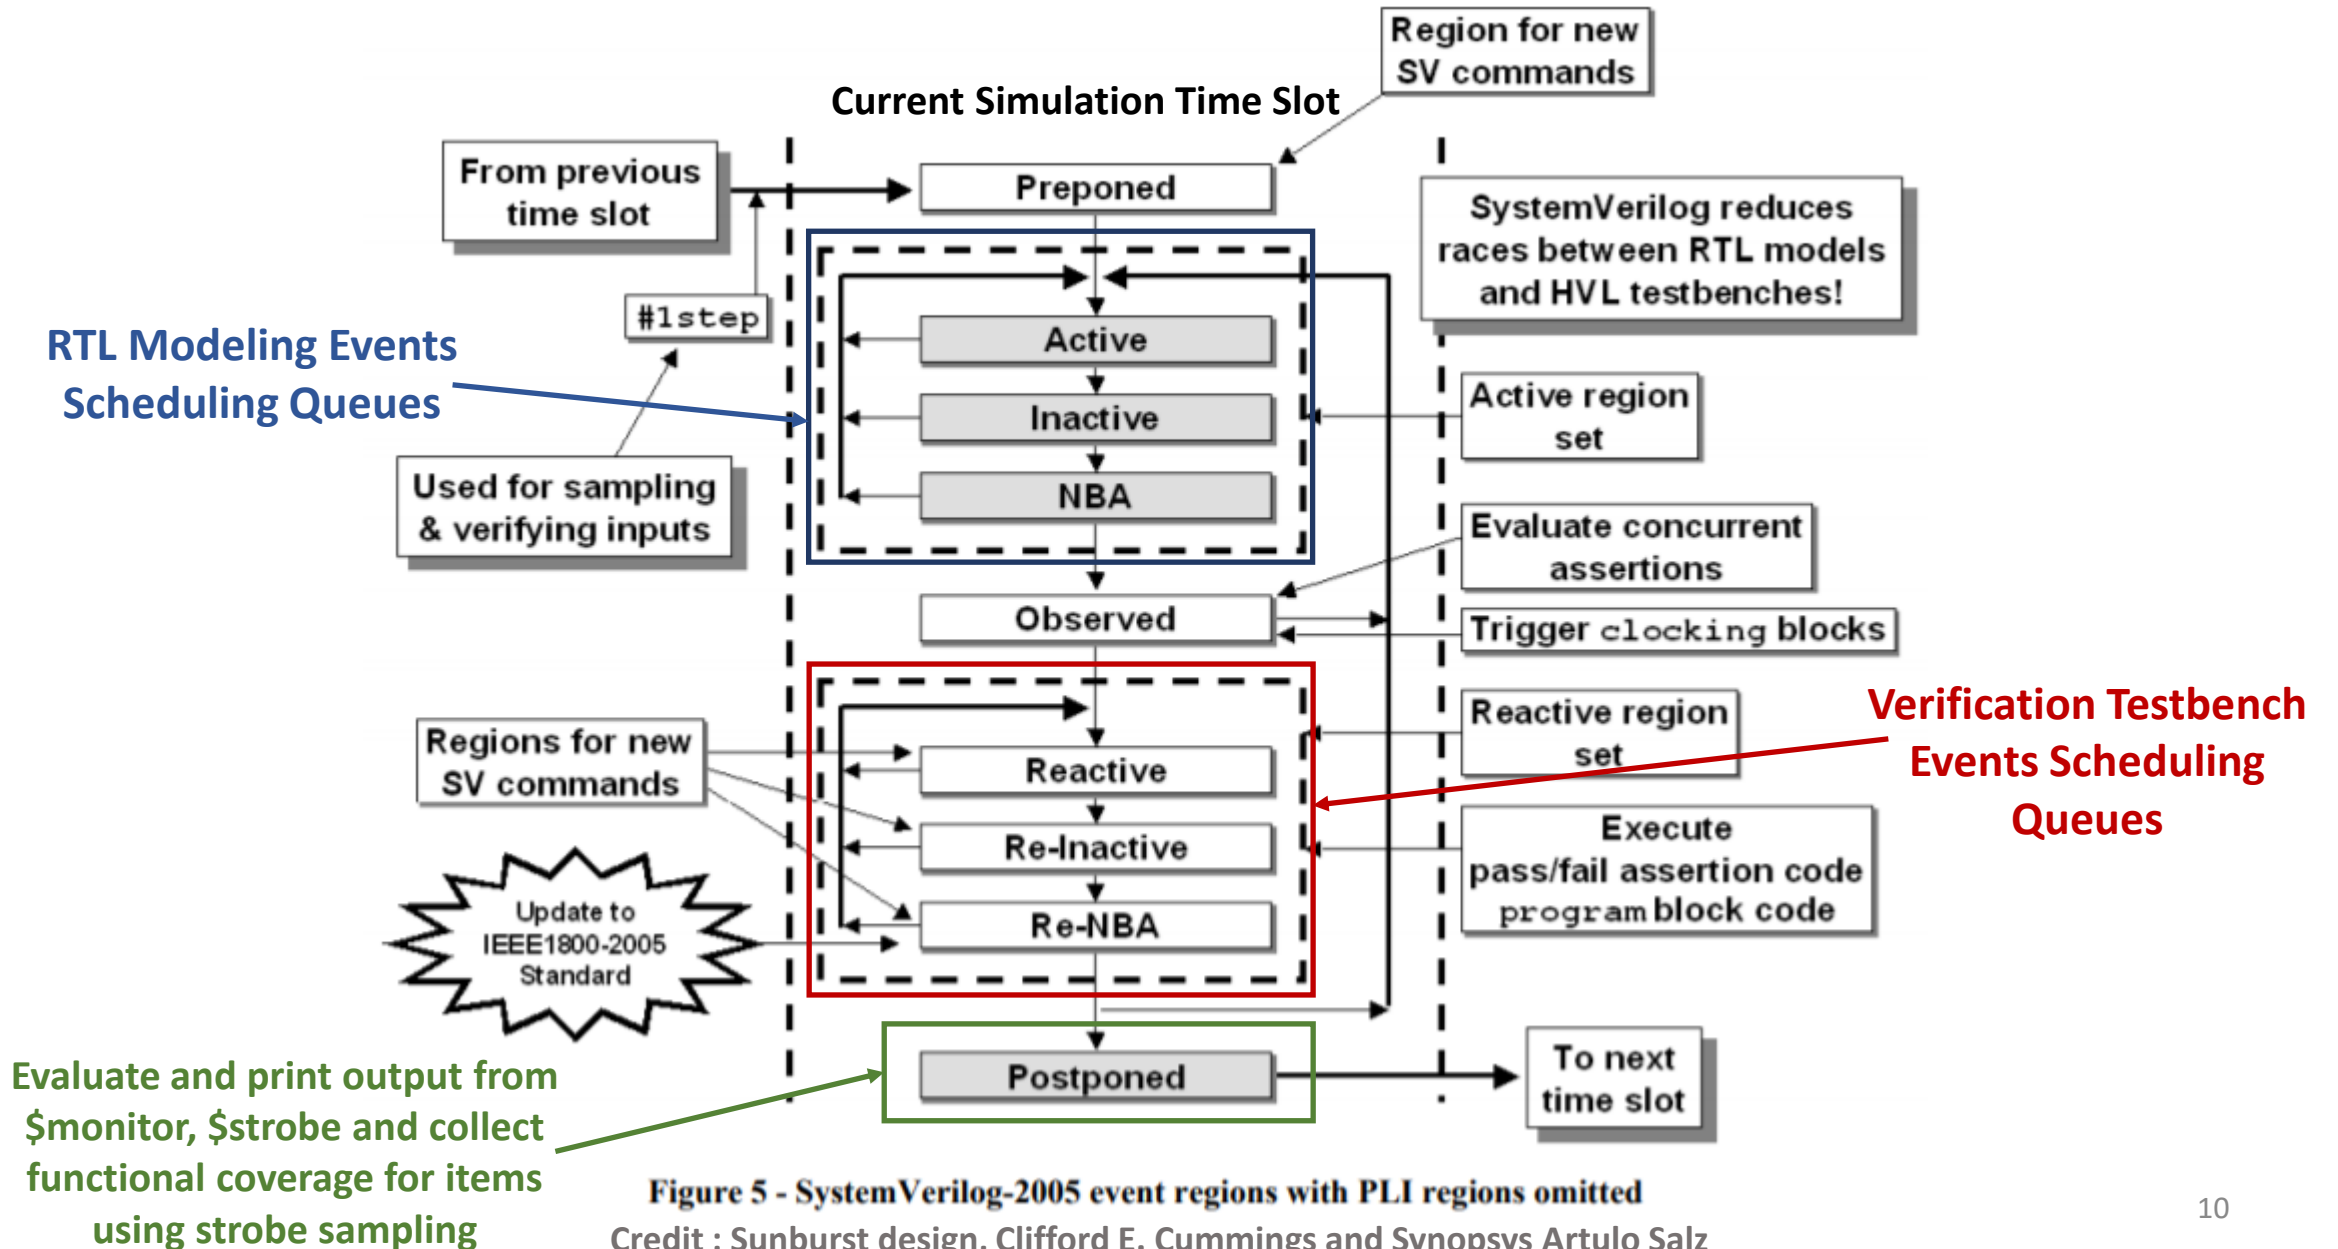 Region for new
SV commands
Current Simulation Time Slot
From previous
time slot
Preponed
SystemVerilog reduces
races between RTL models
and HVL testbenches!
#1step
RTL Modeling Events
Scheduling Queues
Active
Inactive
NBA
Active region
set
Used for sampling
& verifying inputs
Evaluate concurrent
assertions
Observed
Trigger clocking blocks
Reactive region
set
Verification Testbench
Events Scheduling
Queues
Regions for new
SV commands
Reactive
Re-Inactive
Re-NBA
Execute
pass/fail assertion code
program block code
Update to
IEEE1800-2005
Standard
Postponed
To next
time slot
Evaluate and print output from
$monitor, $strobe and collect
functional coverage for items
using strobe sampling
Figure 5 - SystemVerilog-2005 event regions with PLI regions omitted
Credit : Sunburst design, Clifford E. Cummings and Synopsys Artulo Salz
10